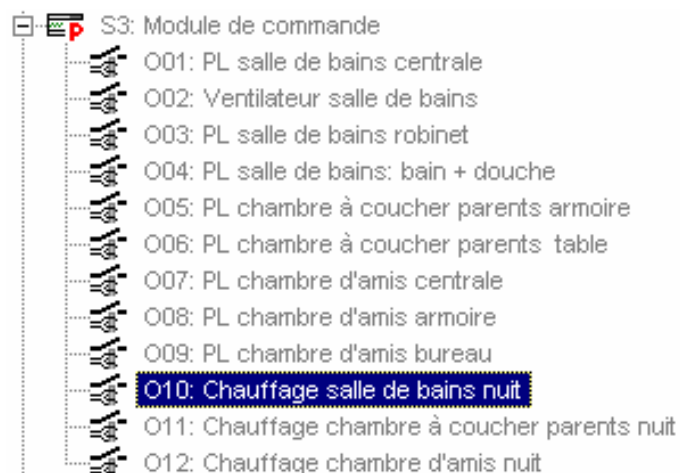 S3: Module de commande
O01: PL salle de bains centrale
O02: Ventilateur salle de bains
O03: PL salle de bains robinet
O04: PL salle de bains: bain + douche
O05: PL chambre à coucher parents armoire
O06: PL chambre à coucher parents  table
O07: PL chambre d'amis centrale
O08: PL chambre d'amis armoire
O09: PL chambre d'amis bureau
O10: Chauffage salle de bains nuit
O11: Chauffage chambre à coucher parents nuit
O12: Chauffage chambre d'amis nuit